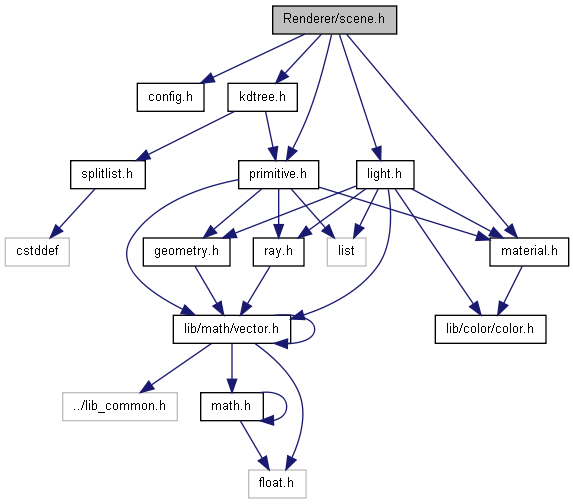 Renderer/scene.h
config.h
kdtree.h
splitlist.h
primitive.h
light.h
cstddef
geometry.h
ray.h
list
material.h
lib/math/vector.h
lib/color/color.h
../lib_common.h
math.h
float.h